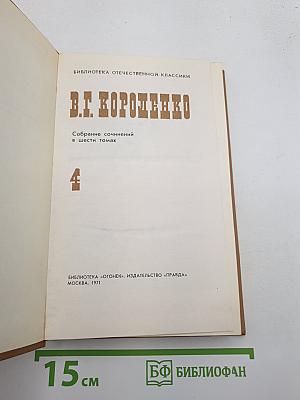 БИБЛИОТЕКА ОТЕЧЕСТВЕННОЙ КЛАССИКИ
В.Г. КОРОЛЕНКО
Собрание сочинений
в шести томах
4
БИБЛИОТЕКА «ОГОНЕК». ИЗДАТЕЛЬСТВО «ПРАВДА»
МОСКВА, 1971
15 см
БФ БИБЛИОФАН